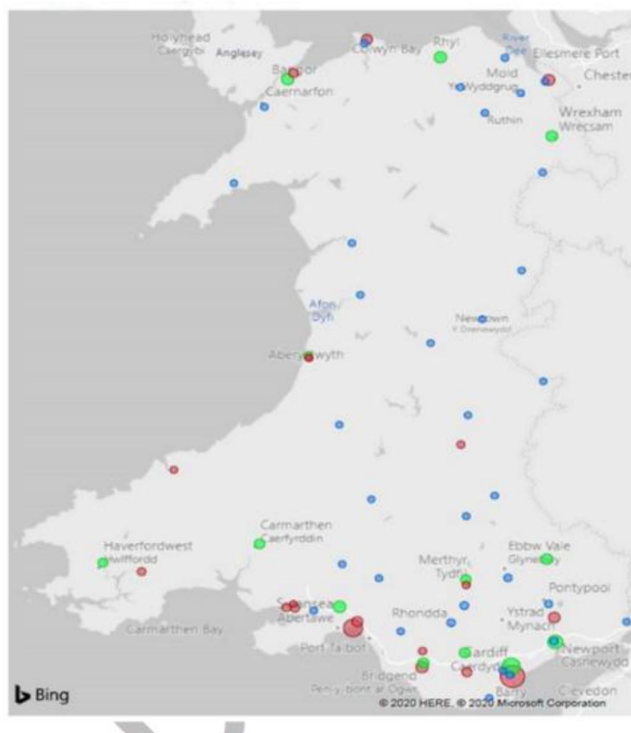 Holyhead
Caergybi
Anglesey
Colwyn Bay
Rhyl
River
Dee
Ellesmere Port
Chester
Bangor
Caernarfon
Mold
Yr Wyddgrug
Ruthin
Wrexham
Wrecsam
Afon
Dyfi
Newtown
Y Drenewydd
Aberystwyth
Carmarthen
Caerfyrddin
Haverfordwest
Hwlffordd
Ebbw Vale
Glynebwy
Merthyr
Tydfil
Pontypool
Swansea
Abertawe
Rhondda
Ystrad
Mynach
Carmarthen Bay
Port Talbot
Cardiff
Caerdydd
Newport
Casnewydd
Bridgend
Pen-y-bont ar Ogwr
Barry
Clevedon
Bing
© 2020 HERE. © 2020 Microsoft Corporation